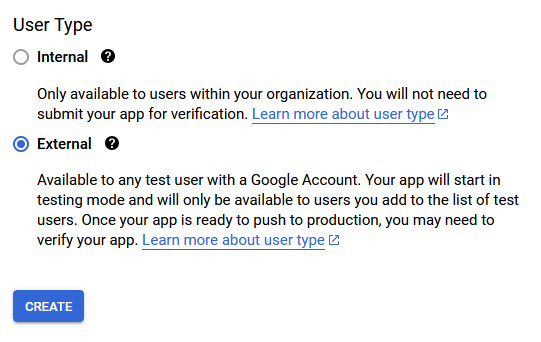 User Type
Internal
Only available to users within your organization. You will not need to
submit your app for verification. Learn more about user type
External
Available to any test user with a Google Account. Your app will start in
testing mode and will only be available to users you add to the list of test
users. Once your app is ready to push to production, you may need to
verify your app. Learn more about user type
CREATE